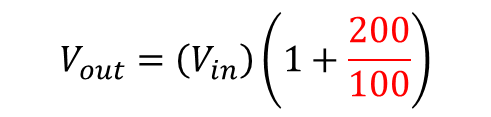 V_out = (V_in) (1 + 200/100)